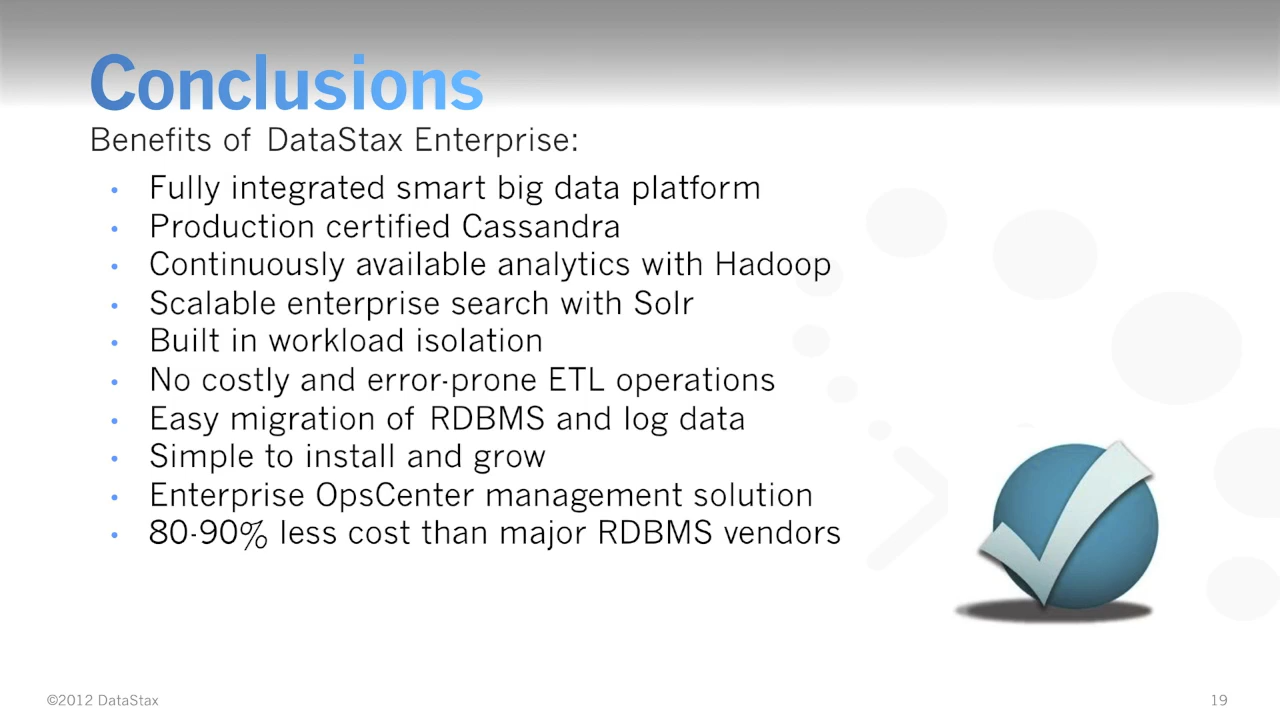 Conclusions
Benefits of DataStax Enterprise:
• Fully integrated smart big data platform
• Production certified Cassandra
• Continuously available analytics with Hadoop
• Scalable enterprise search with Solr
• Built in workload isolation
• No costly and error-prone ETL operations
• Easy migration of RDBMS and log data
• Simple to install and grow
• Enterprise OpsCenter management solution
• 80-90% less cost than major RDBMS vendors
©2012 DataStax
19